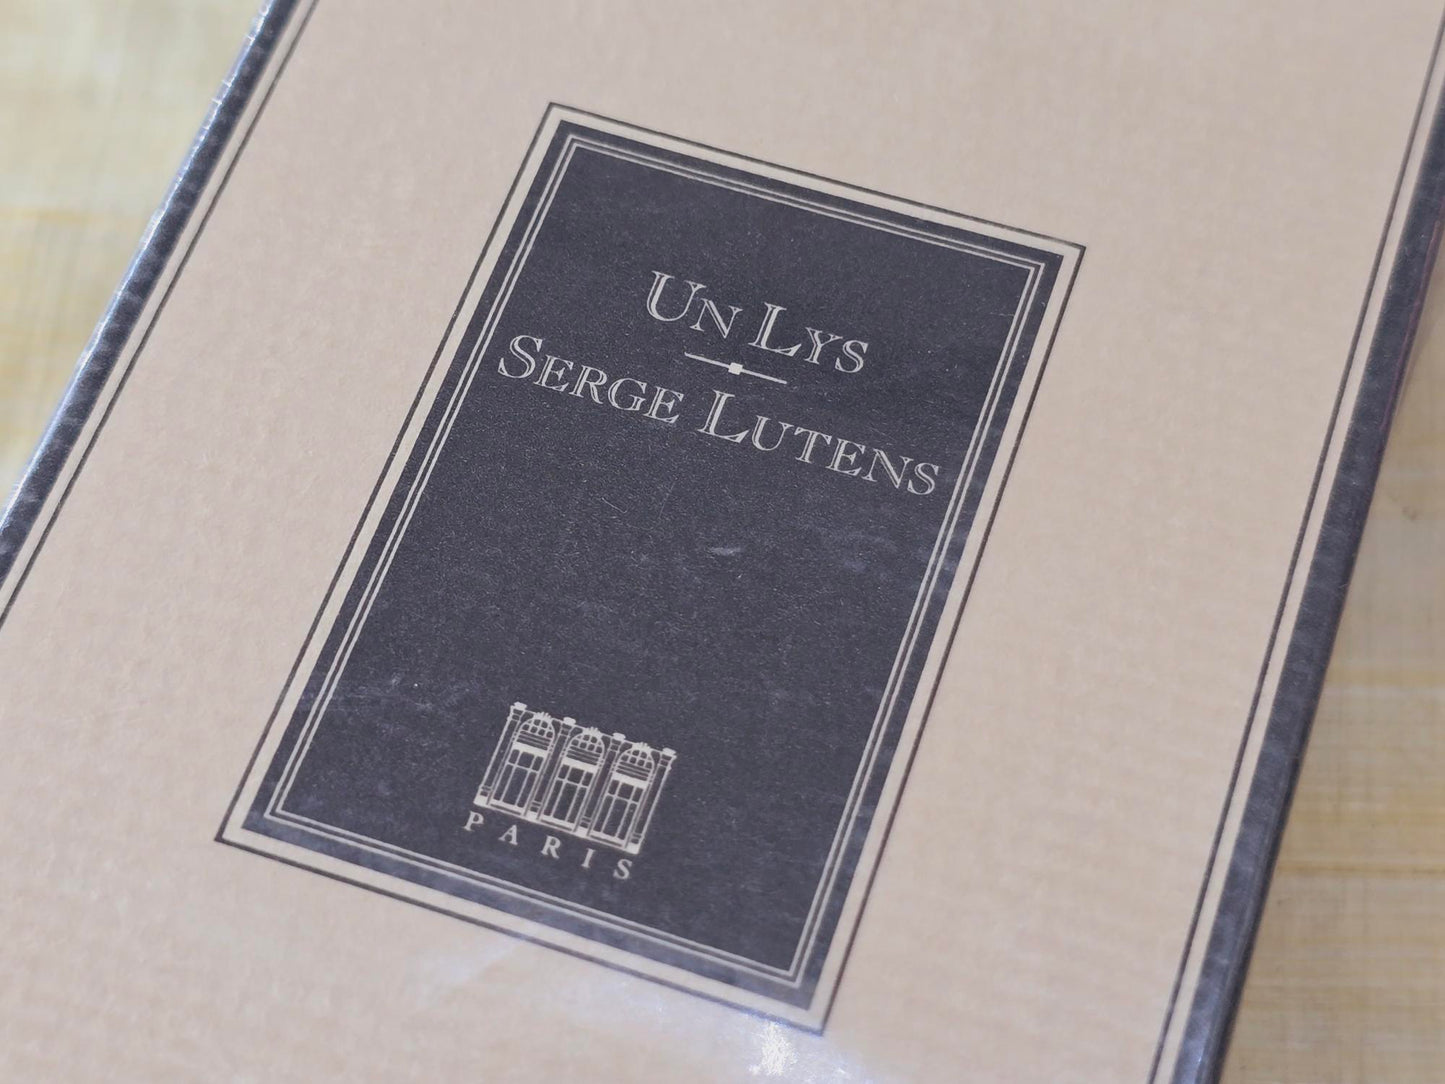 Un Lys
Serge Lutens
PARIS